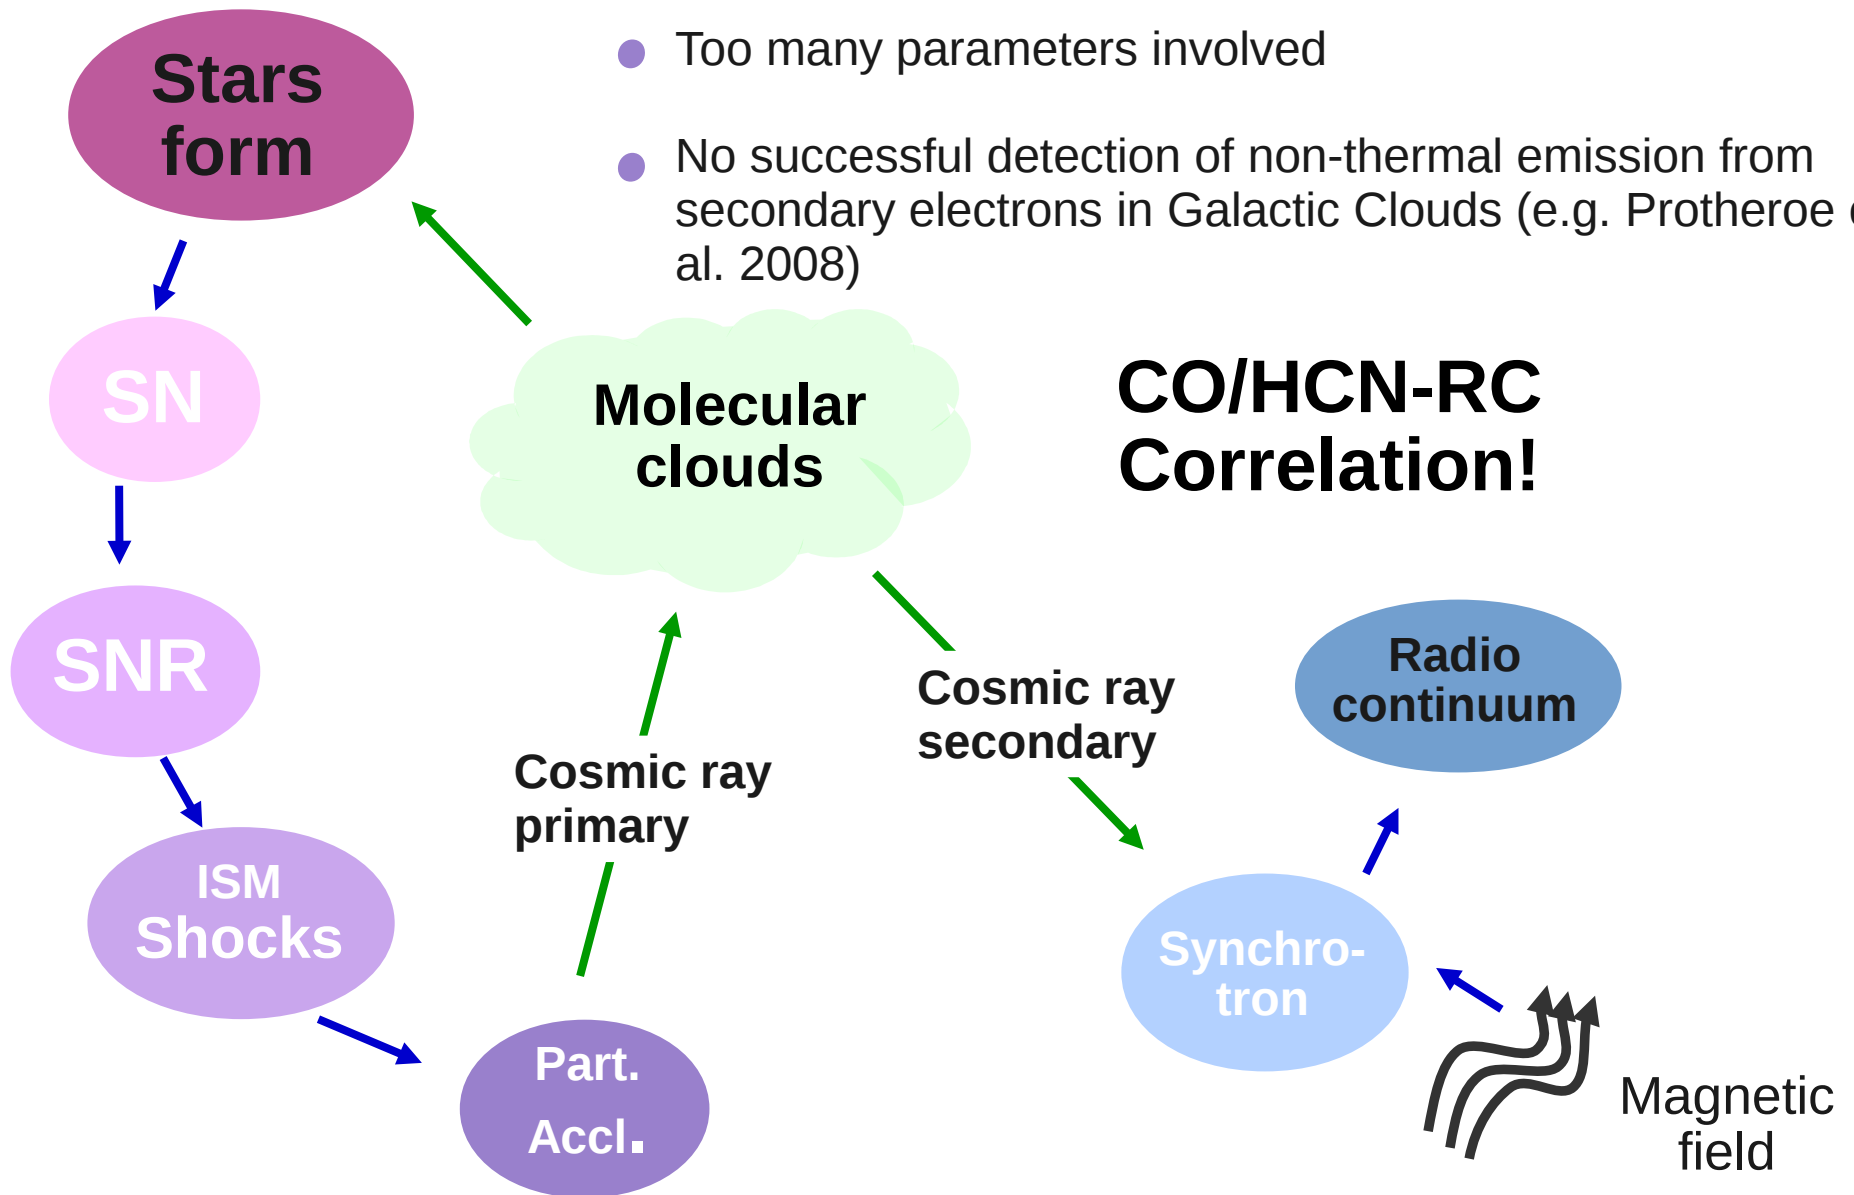 Stars
form
Too many parameters involved
No successful detection of non-thermal emission from
secondary electrons in Galactic Clouds (e.g. Protheroe
al. 2008)
SN
Molecular
clouds
CO/HCN-RC
Correlation!
SNR
Cosmic ray
primary
Cosmic ray
secondary
Radio
continuum
ISM
Shocks
Synchro-
tron
Part.
Accl.
Magnetic
field